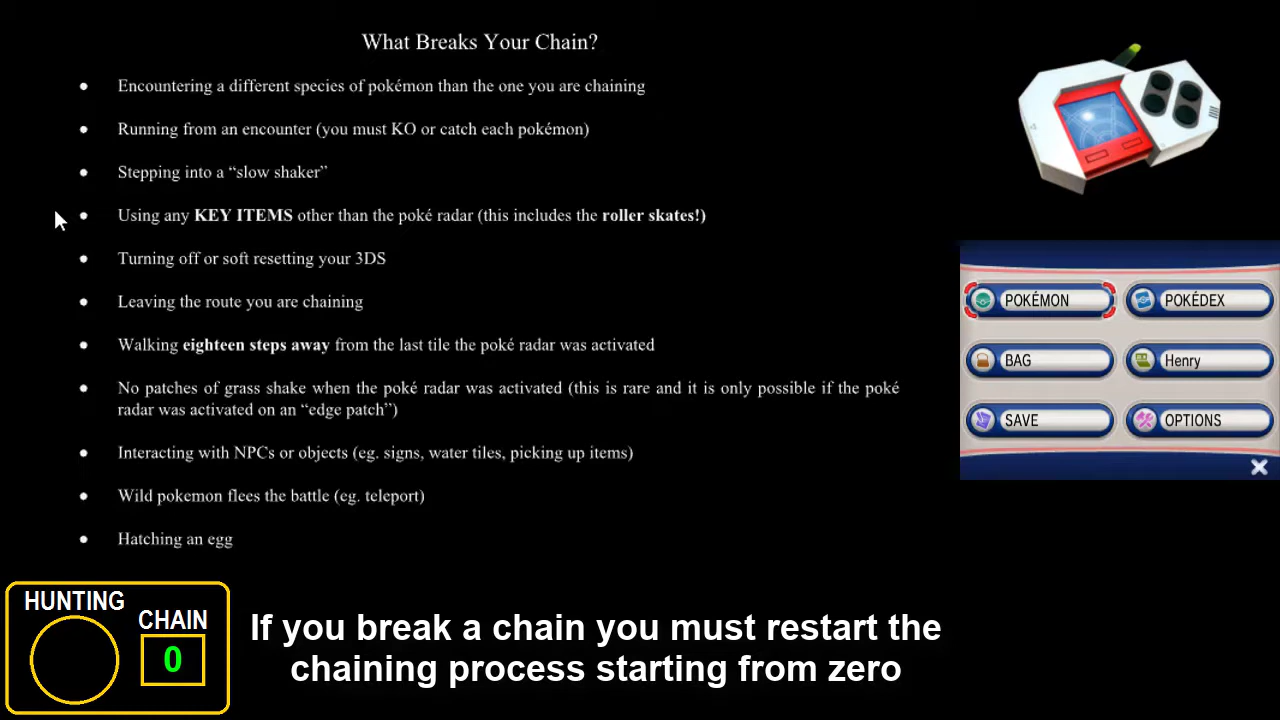 What Breaks Your Chain?
● Encountering a different species of pokémon than the one you are chaining
● Running from an encounter (you must KO or catch each pokémon)
● Stepping into a “slow shaker”
● Using any KEY ITEMS other than the poké radar (this includes the roller skates!)
● Turning off or soft resetting your 3DS
● Leaving the route you are chaining
● Walking eighteen steps away from the last tile the poké radar was activated
● No patches of grass shake when the poké radar was activated (this is rare and it is only possible if the poké
radar was activated on an “edge patch”)
● Interacting with NPCs or objects (eg. signs, water tiles, picking up items)
● Wild pokemon flees the battle (eg. teleport)
● Hatching an egg
POKÉMON
POKÉDEX
BAG
Henry
SAVE
OPTIONS
HUNTING
CHAIN
0
If you break a chain you must restart the
chaining process starting from zero